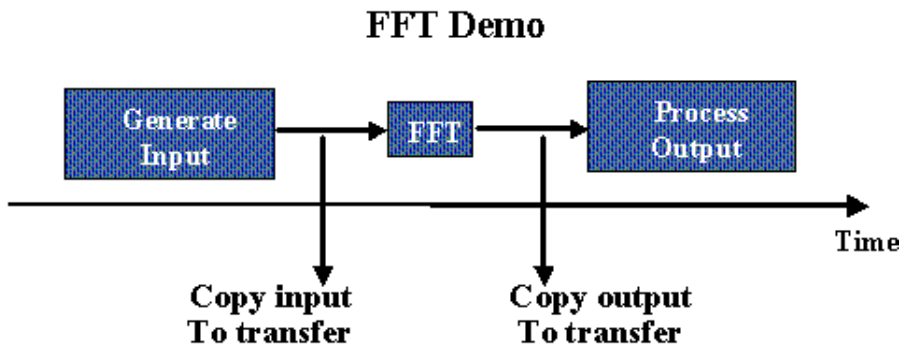 FFT Demo
Generate
Input
FFT
Process
Output
Time
Copy input
To transfer
Copy output
To transfer